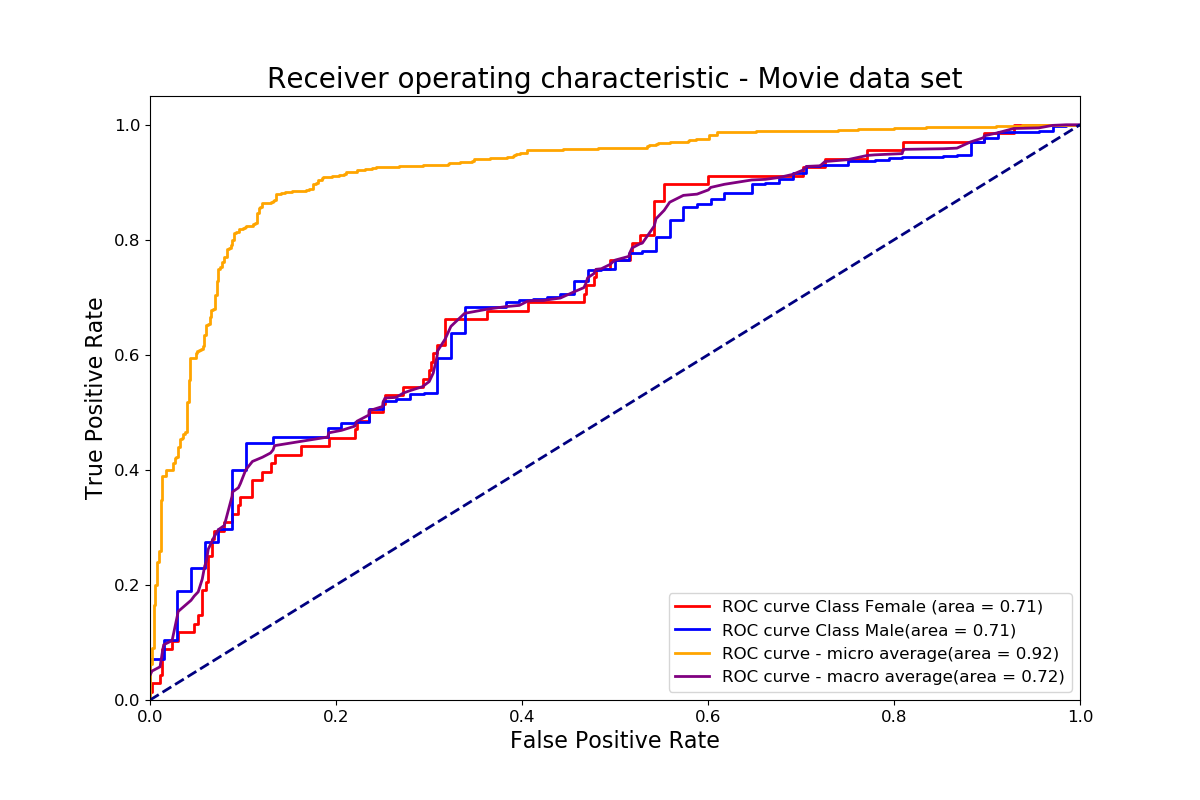 Receiver operating characteristic - Movie data set
True Positive Rate
1.0
0.8
0.6
0.4
0.2
0.0
0.0 0.2 0.4 0.6 0.8 1.0
False Positive Rate
ROC curve Class Female (area = 0.71)
ROC curve Class Male(area = 0.71)
ROC curve - micro average(area = 0.92)
ROC curve - macro average(area = 0.72)